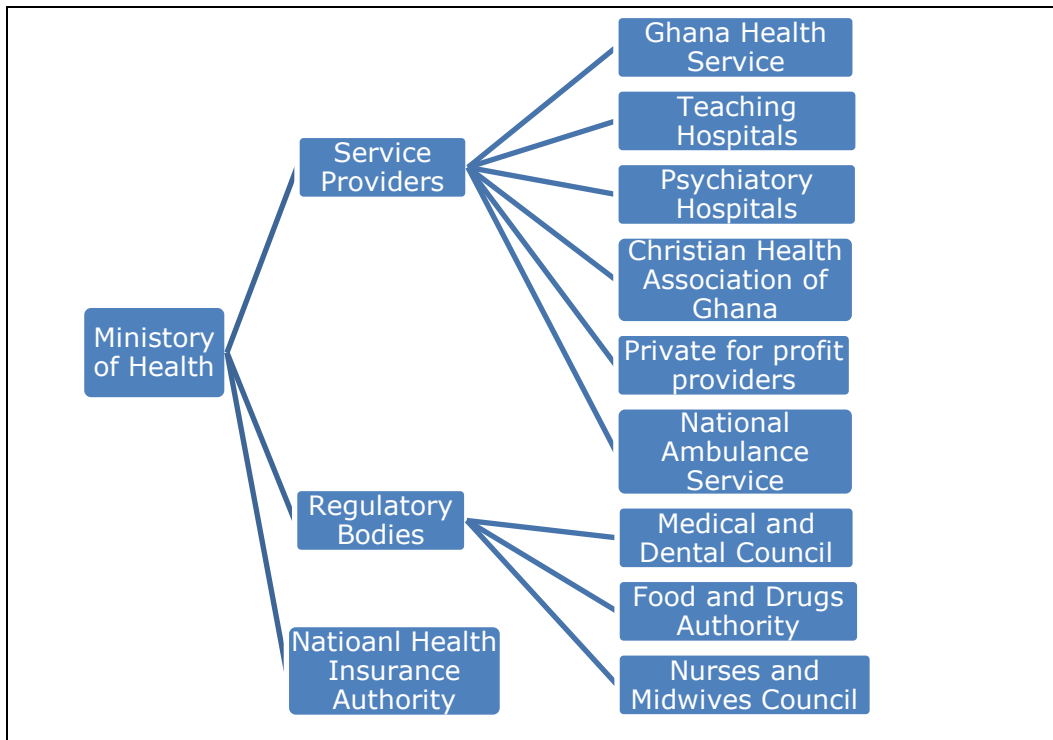 Ministory
of Health
Service
Providers
Ghana Health
Service
Teaching
Hospitals
Psychiatory
Hospitals
Christian Health
Association of
Ghana
Private for profit
providers
National
Ambulance
Service
Regulatory
Bodies
Medical and
Dental Council
Food and Drugs
Authority
Nurses and
Midwives Council
Natioanl Health
Insurance
Authority